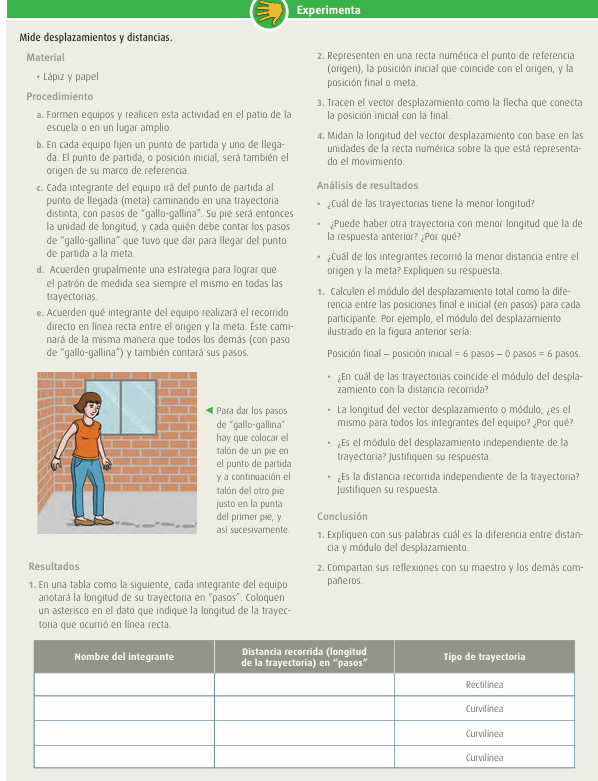 Experimenta
Mide desplazamientos y distancias.
Material
• Lápiz y papel
Procedimiento
a. Formen equipos y realicen esta actividad en el patio de la
escuela o en un lugar amplio.
b. En cada equipo fijen un punto de partida y uno de llega-
da. El punto de partida, o posición inicial, será también el
origen de su marco de referencia.
c. Cada integrante del equipo irá del punto de partida al
punto de llegada (meta) caminando en una trayectoria
distinta, con pasos de “gallo-gallina”. Su pie será entonces
la unidad de longitud, y cada quién debe contar los pasos
de “gallo-gallina” que tuvo que dar para llegar del punto
de partida a la meta.
d. Acuerden grupalmente una estrategia para lograr que
el patrón de medida sea siempre el mismo en todas las
trayectorias.
e. Acuerden qué integrante del equipo realizará el recorrido
directo en línea recta entre el origen y la meta. Éste cami-
nará de la misma manera que todos los demás (con paso
de “gallo-gallina”) y también contará sus pasos.
◄ Para dar los pasos
de “gallo-gallina”
hay que colocar el
talón de un pie en
el punto de partida
y a continuación el
talón del otro pie
justo en la punta
del primer pie, y
así sucesivamente.
Resultados
1. En una tabla como la siguiente, cada integrante del equipo
anotará la longitud de su trayectoria en “pasos”. Coloquen
un asterisco en el dato que indique la longitud de la trayec-
toria que ocurrió en línea recta.
2. Representen en una recta numérica el punto de referencia
(origen), la posición inicial que coincide con el origen, y la
posición final o meta.
3. Tracen el vector desplazamiento como la flecha que conecta
la posición inicial con la final.
4. Midan la longitud del vector desplazamiento con base en las
unidades de la recta numérica sobre la que está representa-
do el movimiento.
Análisis de resultados
• ¿Cuál de las trayectorias tiene la menor longitud?
• ¿Puede haber otra trayectoria con menor longitud que la de
la respuesta anterior? ¿Por qué?
• ¿Cuál de los integrantes recorrió la menor distancia entre el
origen y la meta? Expliquen su respuesta.
1. Calculen el módulo del desplazamiento total como la dife-
rencia entre las posiciones final e inicial (en pasos) para cada
participante. Por ejemplo, el módulo del desplazamiento
ilustrado en la figura anterior sería:
Posición final – posición inicial = 6 pasos – 0 pasos = 6 pasos.
• ¿En cuál de las trayectorias coincide el módulo del despla-
zamiento con la distancia recorrida?
• La longitud del vector desplazamiento o módulo, ¿es el
mismo para todos los integrantes del equipo? ¿Por qué?
• ¿Es el módulo del desplazamiento independiente de la
trayectoria? Justifiquen su respuesta.
• ¿Es la distancia recorrida independiente de la trayectoria?
Justifiquen su respuesta.
Conclusión
1. Expliquen con sus palabras cuál es la diferencia entre distan-
cia y módulo del desplazamiento.
2. Compartan sus reflexiones con su maestro y los demás com-
pañeros.
Nombre del integrante
Distancia recorrida (longitud
de la trayectoria) en “pasos”
Tipo de trayectoria
Rectilínea
Curvilínea
Curvilínea
Curvilínea